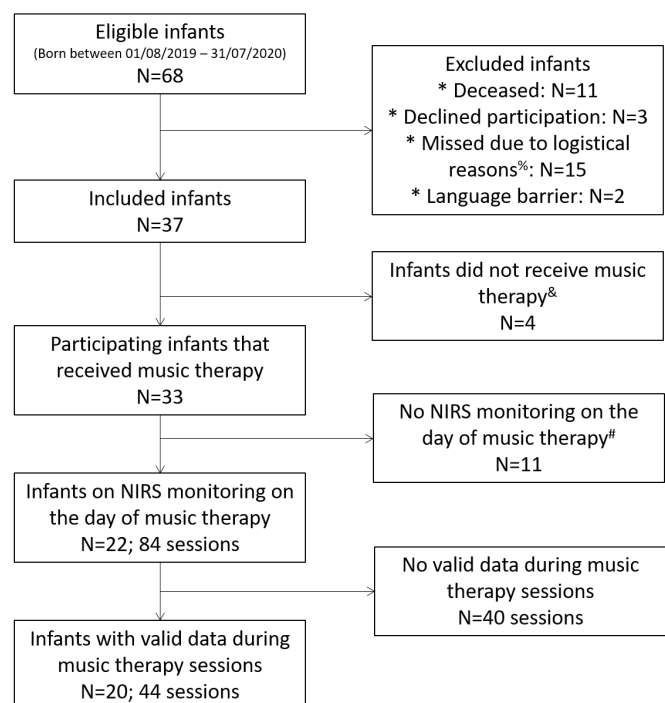 Eligible infants
(Born between 01/08/2019 – 31/07/2020)
N=68
Excluded infants
* Deceased: N=11
* Declined participation: N=3
* Missed due to logistical
reasons%: N=15
* Language barrier: N=2
Included infants
N=37
Infants did not receive music
therapy&
N=4
Participating infants that
received music therapy
N=33
No NIRS monitoring on the
day of music therapy#
N=11
Infants on NIRS monitoring on
the day of music therapy
N=22; 84 sessions
No valid data during music
therapy sessions
N=40 sessions
Infants with valid data during
music therapy sessions
N=20; 44 sessions